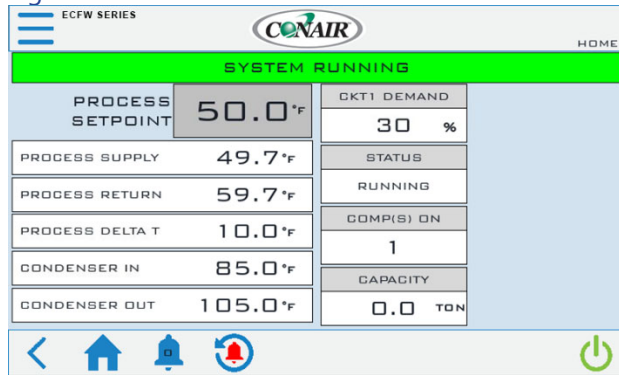 ECFW SERIES
CONAIR
HOME
SYSTEM RUNNING
PROCESS SETPOINT 50.0 °F
PROCESS SUPPLY 49.7 °F
PROCESS RETURN 59.7 °F
PROCESS DELTA T 10.0 °F
CONDENSER IN 85.0 °F
CONDENSER OUT 105.0 °F
CKT1 DEMAND
30 %
STATUS
RUNNING
COMP(S) ON
1
CAPACITY
0.0 TON
0